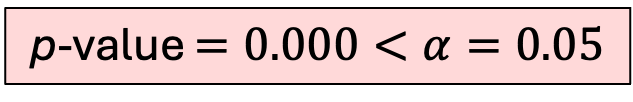 p-value = 0.000 < α = 0.05